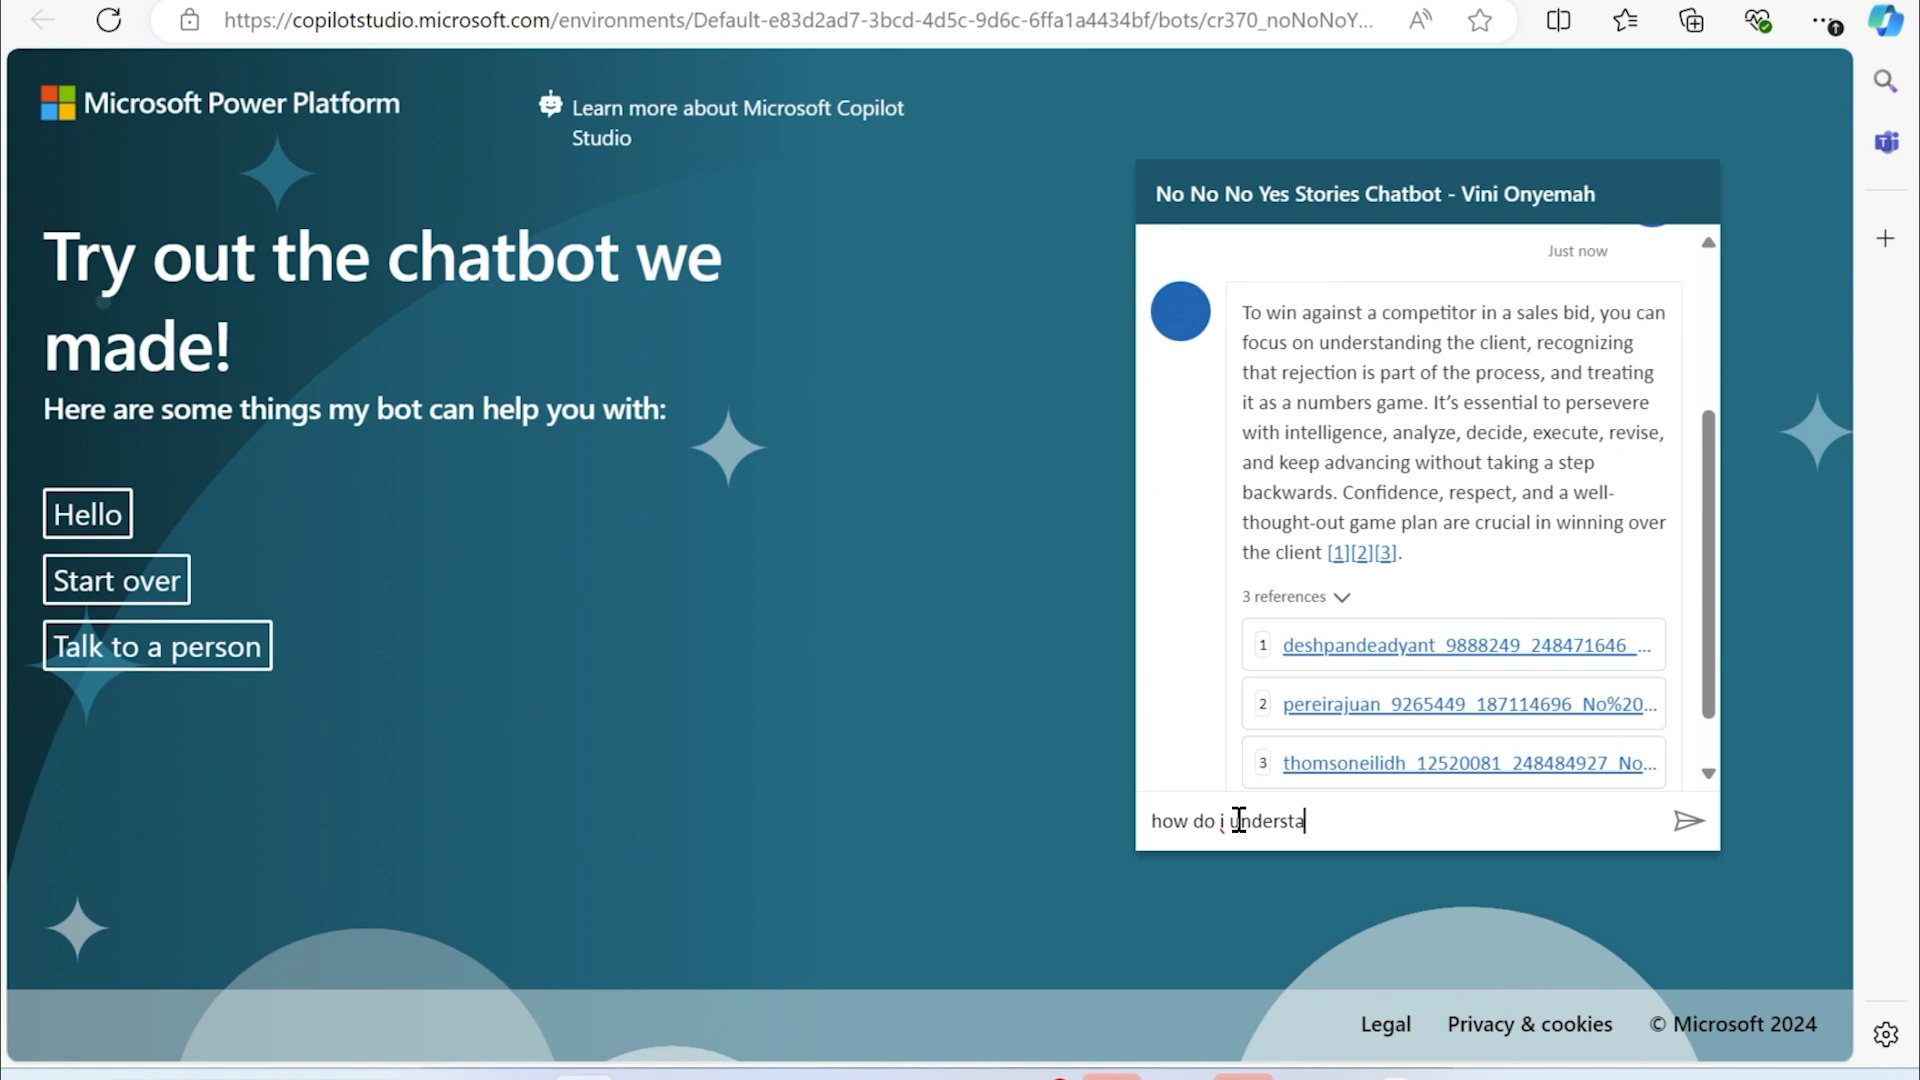 https://copilotstudio.microsoft.com/environments/Default-e83d2ad7-3bcd-4d5c-9d6c-6ffa1a4434bf/bots/cr370_noNoNoY...
Microsoft Power Platform
Learn more about Microsoft Copilot
Studio
Try out the chatbot we
made!
Here are some things my bot can help you with:
Hello
Start over
Talk to a person
No No No Yes Stories Chatbot - Vini Onyemah
Just now
To win against a competitor in a sales bid, you can
focus on understanding the client, recognizing
that rejection is part of the process, and treating
it as a numbers game. It’s essential to persevere
with intelligence, analyze, decide, execute, revise,
and keep advancing without taking a step
backwards. Confidence, respect, and a well-
thought-out game plan are crucial in winning over
the client [1][2][3].
3 references
1 deshpandeadyant_9888249_248471646_...
2 pereirajuan_9265449_187114696_No%20...
3 thomsoneilidh_12520081_248484927_No...
how do i understa
Legal Privacy & cookies © Microsoft 2024